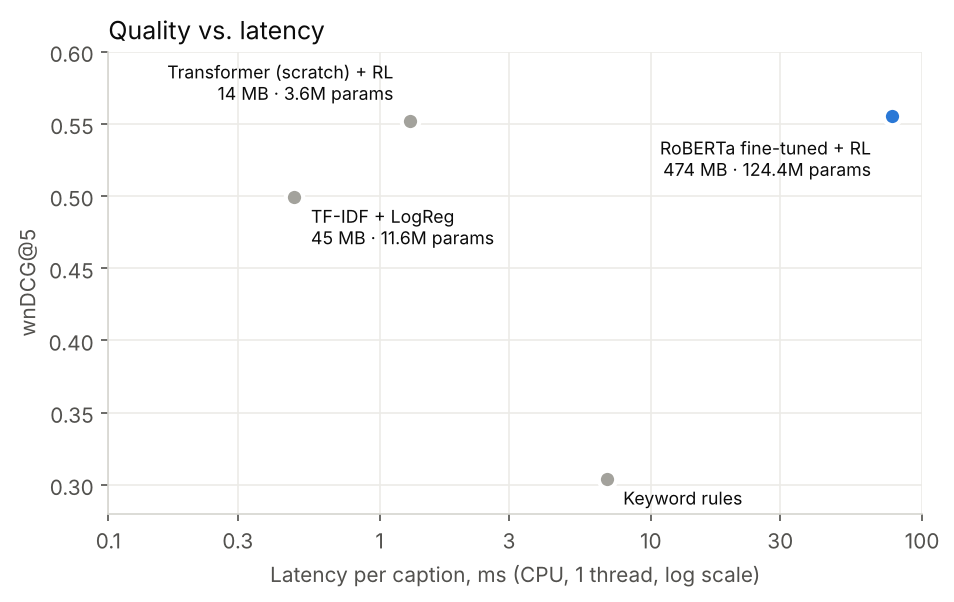 Quality vs. latency
0.60
Transformer (scratch) + RL
14 MB · 3.6M params
0.55
RoBERTa fine-tuned + RL
474 MB · 124.4M params
0.50
TF-IDF + LogReg
45 MB · 11.6M params
0.45
wnDCG@5
0.40
0.35
0.30
Keyword rules
0.1 0.3 1 3 10 30 100
Latency per caption, ms (CPU, 1 thread, log scale)